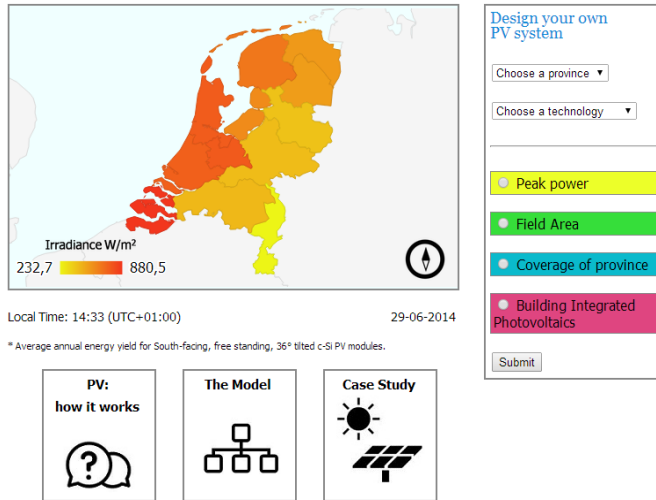 Irradiance W/m²
232,7 880,5
Local Time: 14:33 (UTC+01:00) 29-06-2014
* Average annual energy yield for South-facing, free standing, 36° tilted c-Si PV modules.
PV:
how it works
?
The Model
Case Study
Design your own
PV system
Choose a province
Choose a technology
Peak power
Field Area
Coverage of province
Building Integrated
Photovoltaics
Submit